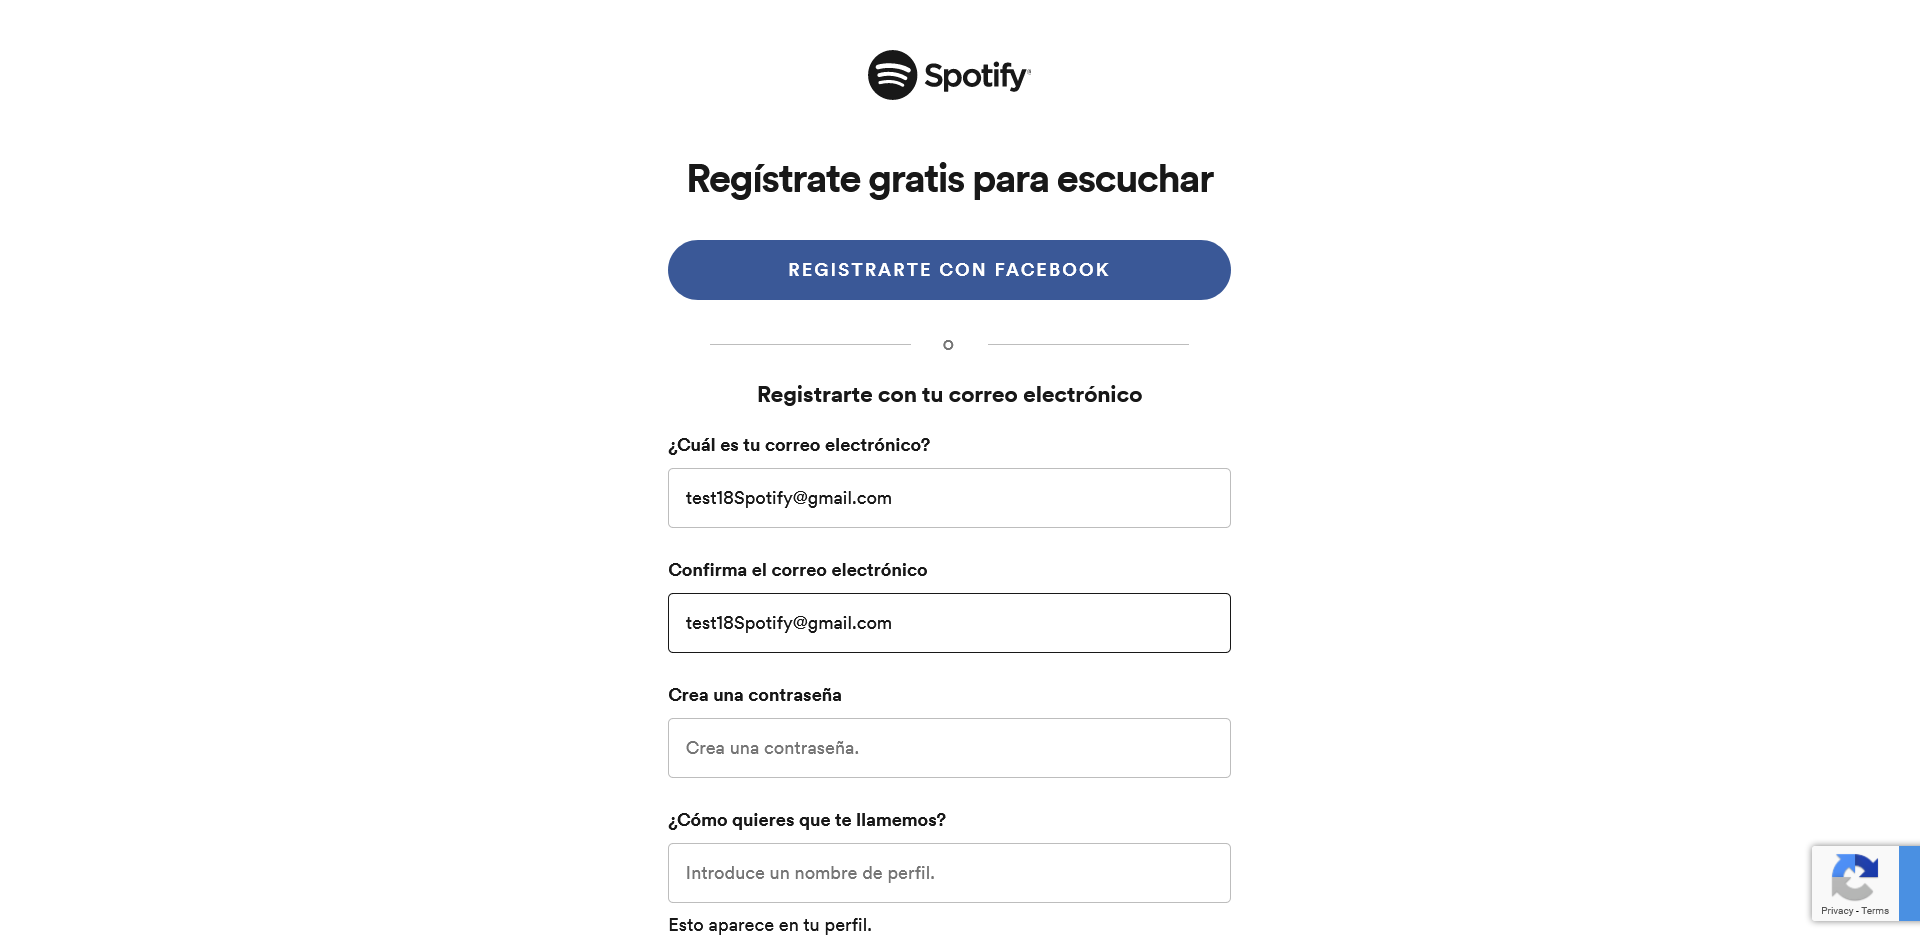 Spotify®
Regístrate gratis para escuchar
REGISTRARTE CON FACEBOOK
o
Registrarte con tu correo electrónico
¿Cuál es tu correo electrónico?
test18Spotify@gmail.com
Confirma el correo electrónico
test18Spotify@gmail.com
Crea una contraseña
Crea una contraseña.
¿Cómo quieres que te llamemos?
Introduce un nombre de perfil.
Esto aparece en tu perfil.
Privacy - Terms